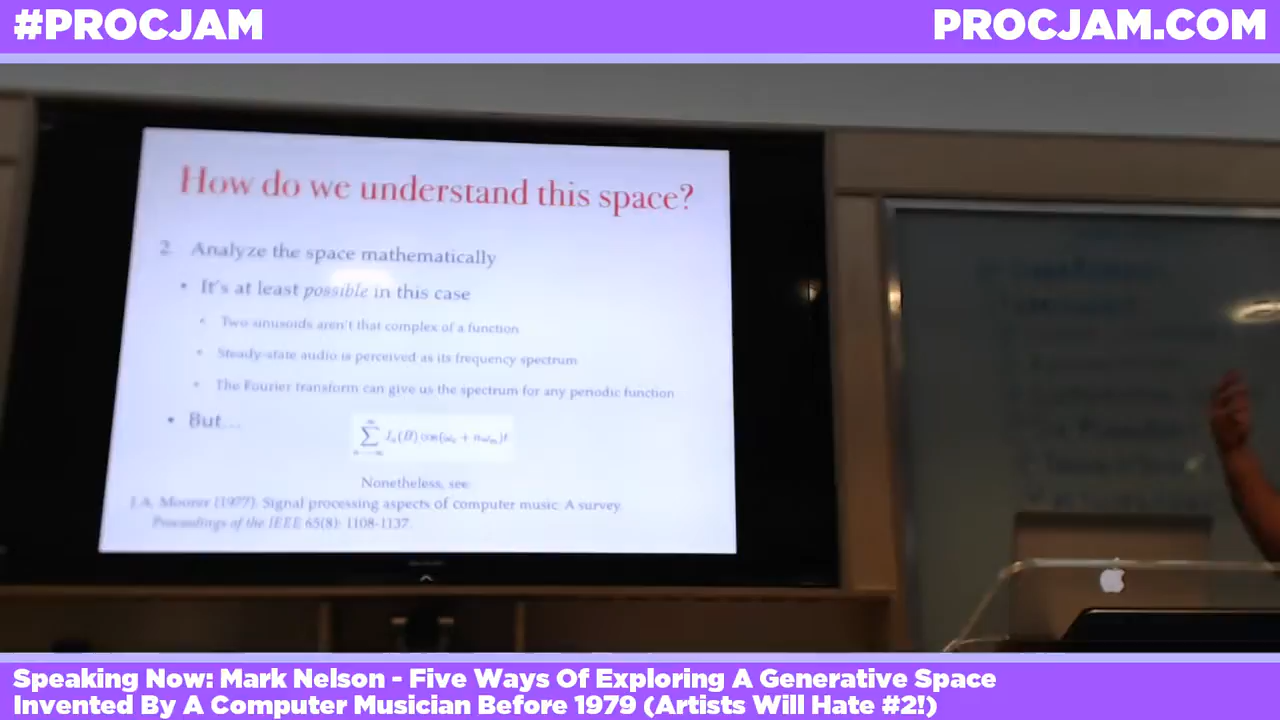 #PROCJAM
PROCJAM.COM
How do we understand this space?
2. Analyze the space mathematically
• It's at least possible in this case
• Two sinusoids aren't that complex of a function
• Steady-state audio is perceived as its frequency spectrum
• The Fourier transform can give us the spectrum for any periodic function
• But...
Nonetheless, see
J.A. Moorer (1977). Signal processing aspects of computer music: A survey.
Proceedings of the IEEE 65(8): 1108-1137.
Speaking Now: Mark Nelson - Five Ways Of Exploring A Generative Space
Invented By A Computer Musician Before 1979 (Artists Will Hate #2!)